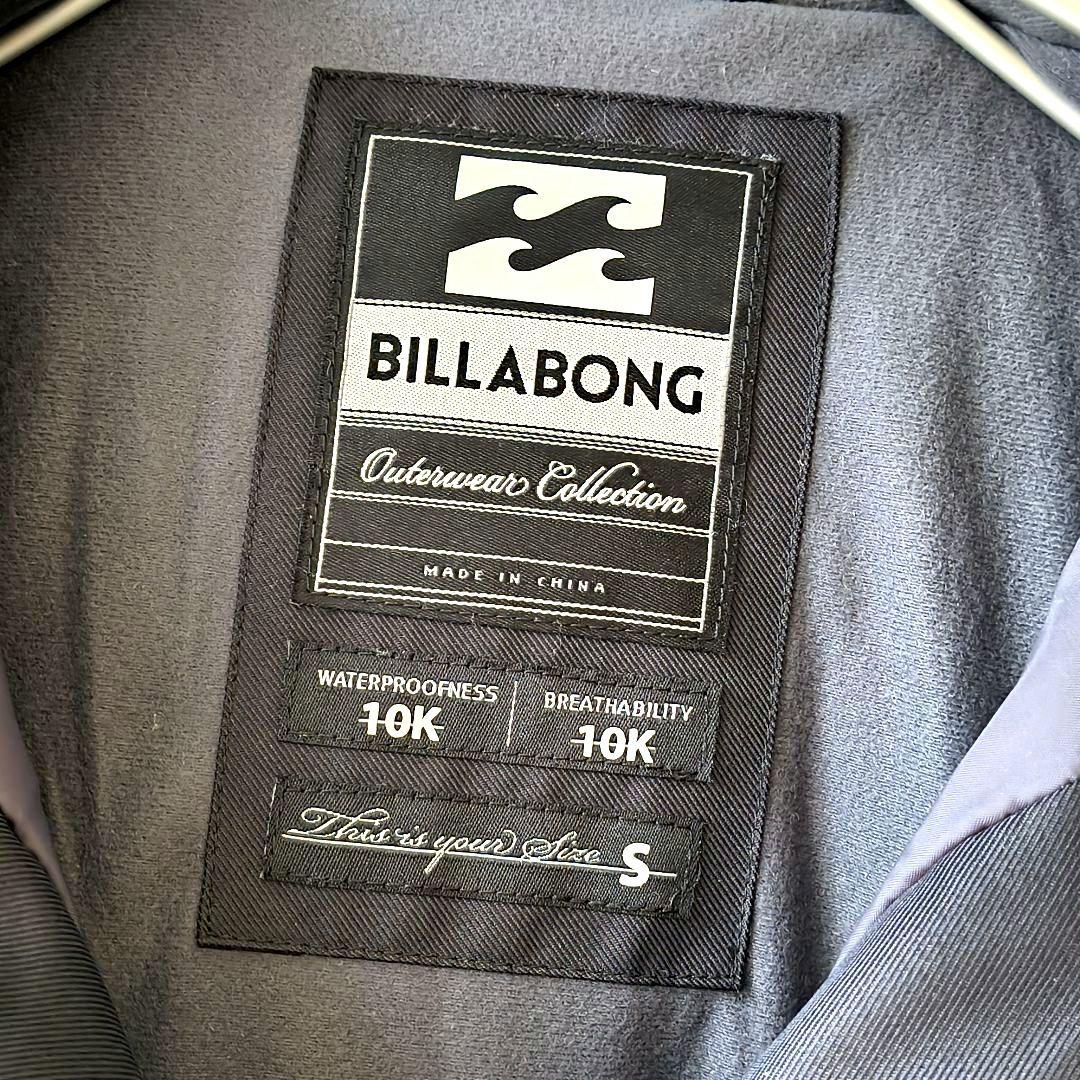 BILLABONG
Outerwear Collection
MADE IN CHINA
WATERPROOFNESS
10K
BREATHABILITY
10K
This is your Size S